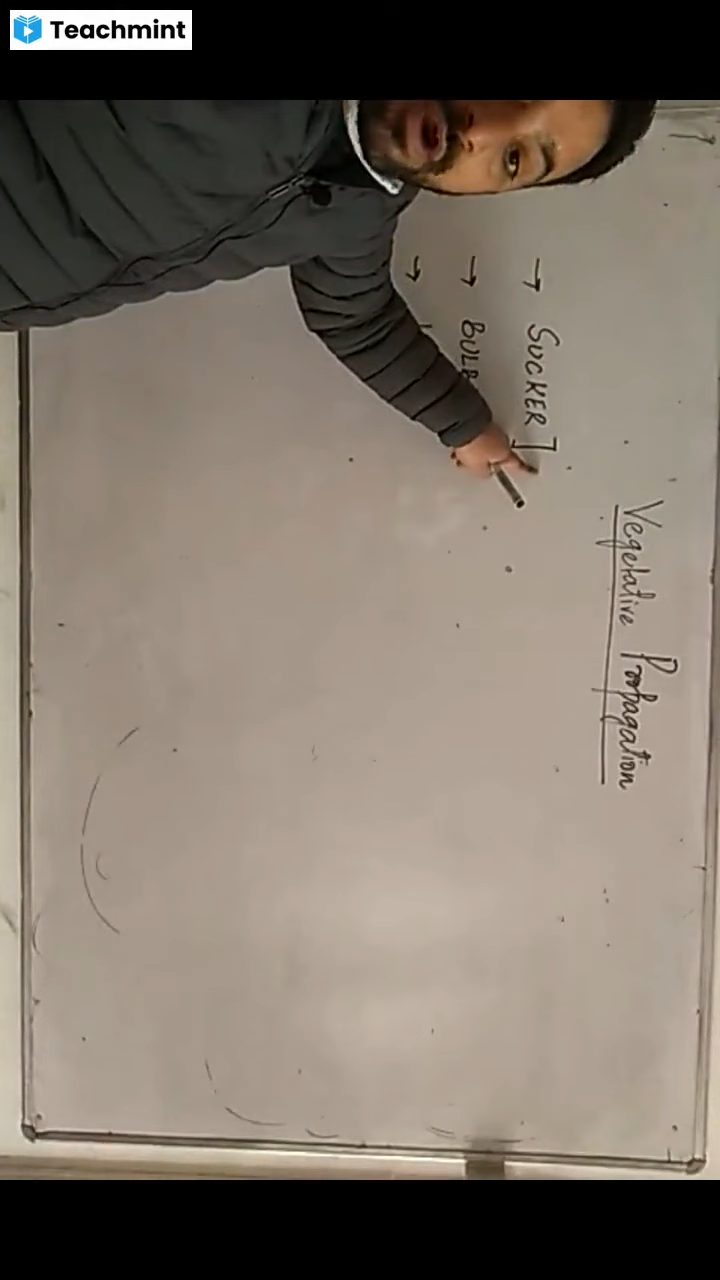 Teachmint
Vegetative Propagation
→ SUCKER ]
→ BULB
→